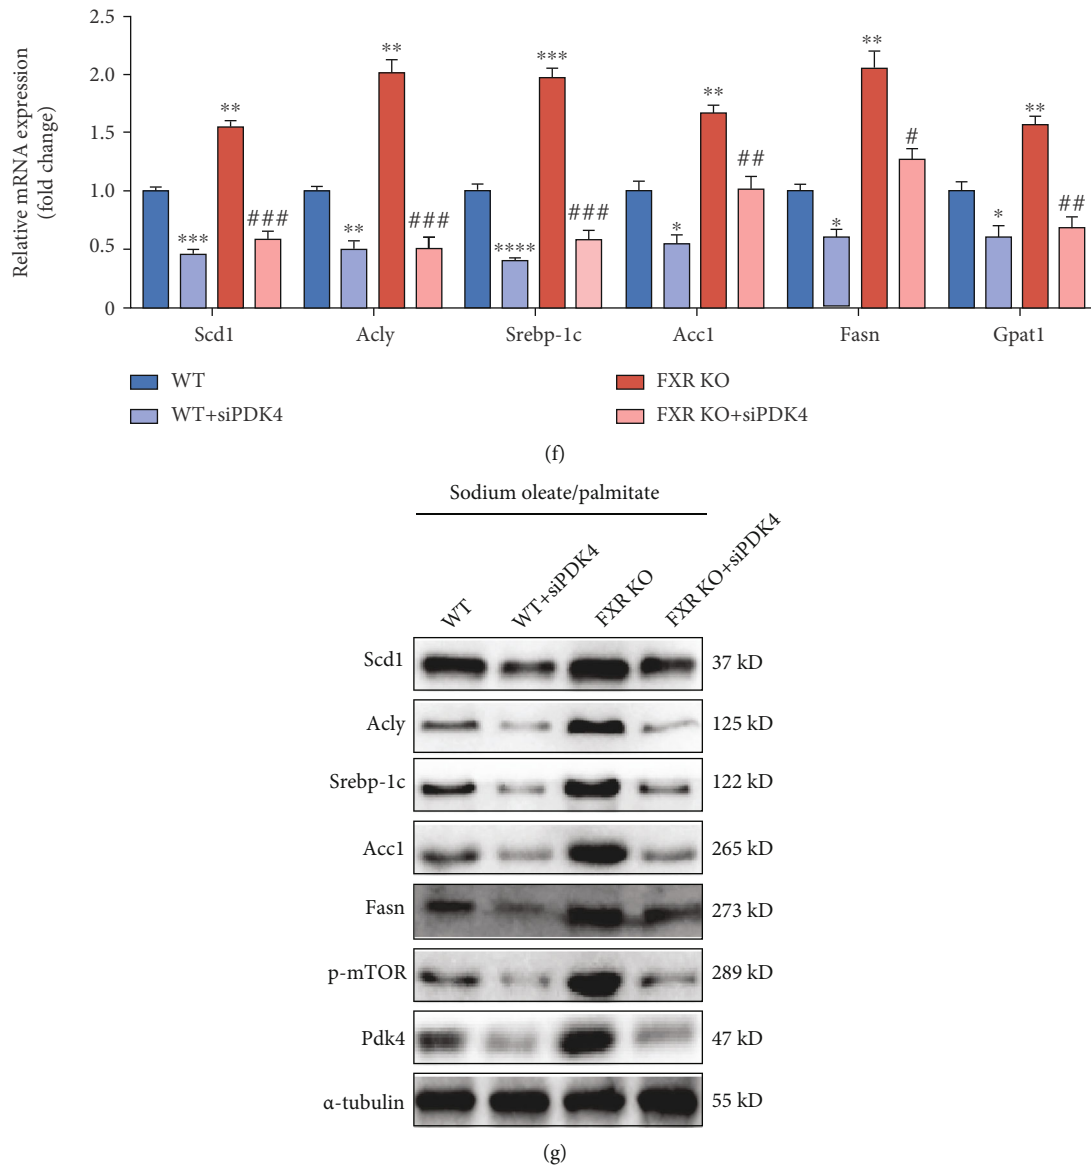 Relative mRNA expression
(fold change)
2.5
2.0
1.5
1.0
0.5
0
** ** *** ** ** **
*** ** **** * * *
### ### ### ## # ##
Scd1 Acly Srebp-1c Acc1 Fasn Gpat1
WT FXR KO
WT+siPDK4 FXR KO+siPDK4
(f)
Sodium oleate/palmitate
WT WT+siPDK4 FXR KO FXR KO+siPDK4
Scd1 37 kD
Acly 125 kD
Srebp-1c 122 kD
Acc1 265 kD
Fasn 273 kD
p-mTOR 289 kD
Pdk4 47 kD
α-tubulin 55 kD
(g)